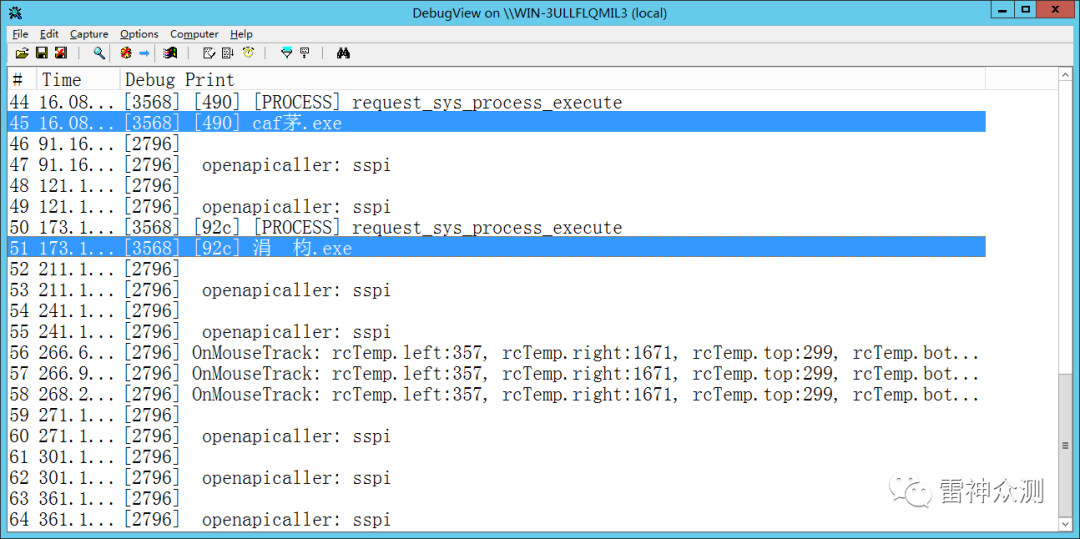 DebugView on \\WIN-3ULLFLQMIL3 (local)
File Edit Capture Options Computer Help
# Time Debug Print
44 16.08... [3568] [490] [PROCESS] request_sys_process_execute
45 16.08... [3568] [490] caf茅.exe
46 91.16... [2796]
47 91.16... [2796] openapicaller: sspi
48 121.1... [2796]
49 121.1... [2796] openapicaller: sspi
50 173.1... [3568] [92c] [PROCESS] request_sys_process_execute
51 173.1... [3568] [92c] 涓 枃.exe
52 211.1... [2796]
53 211.1... [2796] openapicaller: sspi
54 241.1... [2796]
55 241.1... [2796] openapicaller: sspi
56 266.6... [2796] OnMouseTrack: rcTemp.left:357, rcTemp.right:1671, rcTemp.top:299, rcTemp.bot...
57 266.9... [2796] OnMouseTrack: rcTemp.left:357, rcTemp.right:1671, rcTemp.top:299, rcTemp.bot...
58 268.2... [2796] OnMouseTrack: rcTemp.left:357, rcTemp.right:1671, rcTemp.top:299, rcTemp.bot...
59 271.1... [2796]
60 271.1... [2796] openapicaller: sspi
61 301.1... [2796]
62 301.1... [2796] openapicaller: sspi
63 361.1... [2796]
64 361.1... [2796] openapicaller: sspi
雷神众测